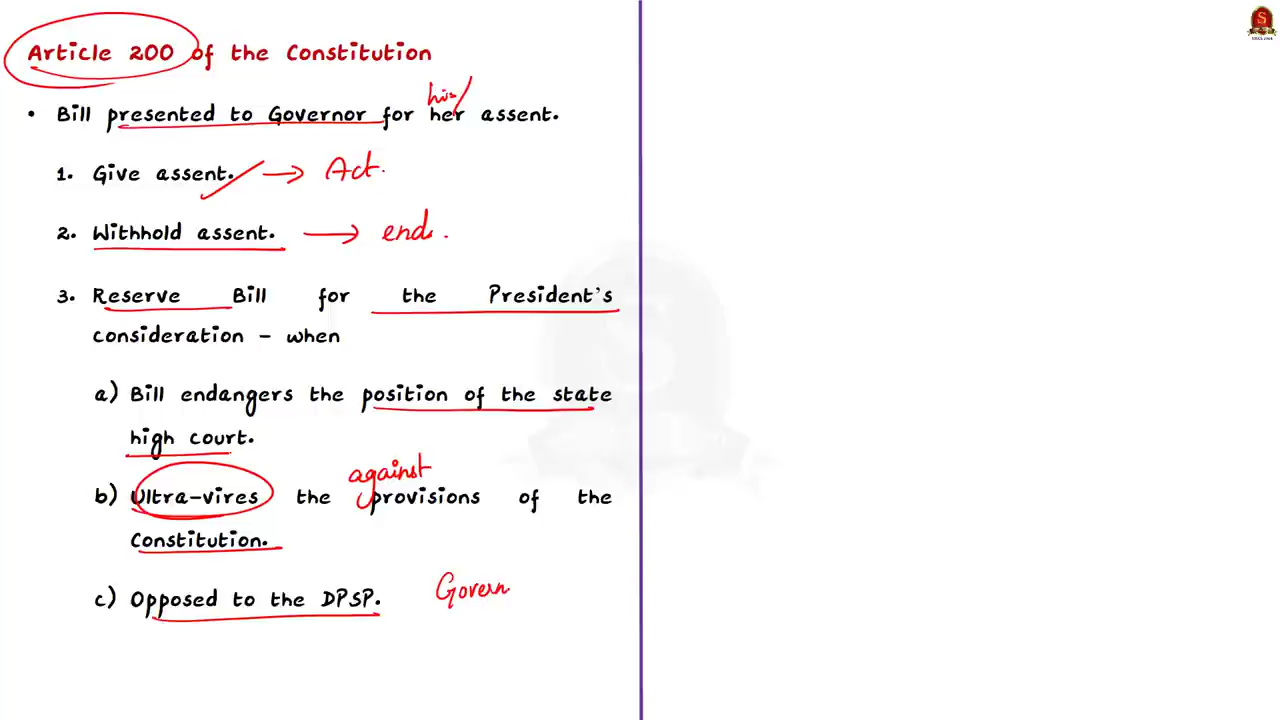 Article 200 of the Constitution
his/
• Bill presented to Governor for her assent.
1. Give assent. → Act.
2. Withhold assent. → end.
3. Reserve Bill for the President's
consideration - when
a) Bill endangers the position of the state
high court.
against
b) Ultra-vires the provisions of the
Constitution.
c) Opposed to the DPSP. Govern
S